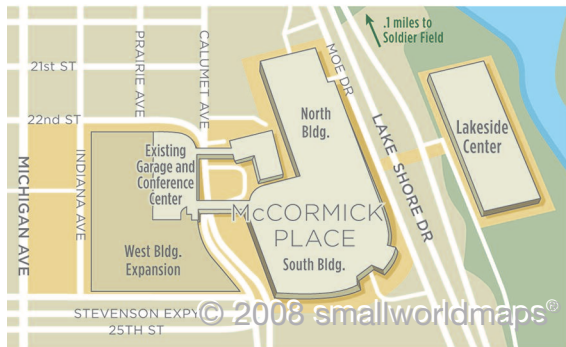 .1 miles to
Soldier Field
21st ST
PRAIRIE AVE
CALUMET AVE
MOE DR
22nd ST
North
Bldg.
Lakeside
Center
LAKE SHORE DR
Existing
Garage and
Conference
Center
MICHIGAN AVE
INDIANA AVE
McCORMICK
PLACE
West Bldg.
Expansion
South Bldg.
STEVENSON EXPY
25TH ST
© 2008 smallworldmaps®